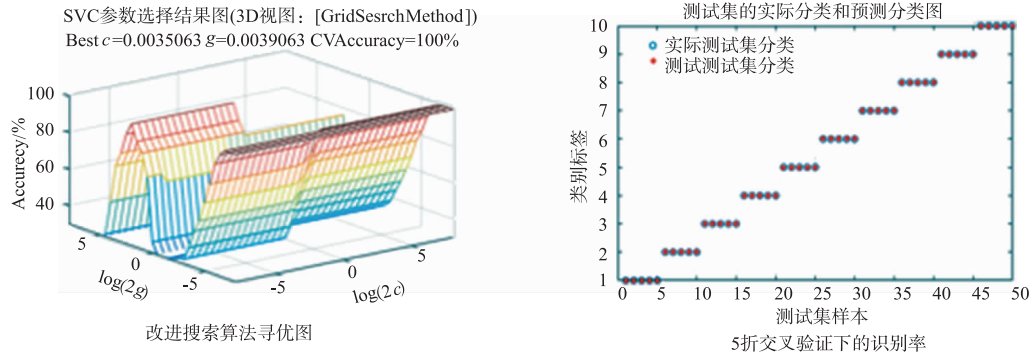 SVC参数选择结果图(3D视图：[GridSesrchMethod])
Best c=0.0035063 g=0.0039063 CVAccuracy=100%
100
80
60
40
Accurecy/%
5
0
-5
log(2g)
-5
0
5
log(2c)
改进搜索算法寻优图
测试集的实际分类和预测分类图
实际测试集分类
测试测试集分类
10
9
8
7
6
5
4
3
2
1
类别标签
0 5 10 15 20 25 30 35 40 45 50
测试集样本
5折交叉验证下的识别率